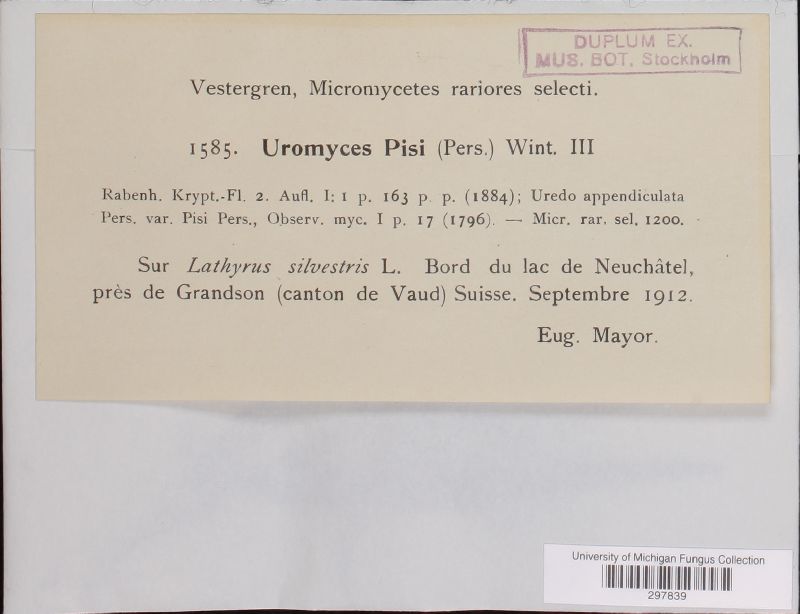 DUPLUM EX.
MUS. BOT. Stockholm
Vestergren, Micromycetes rariores selecti.
1585. Uromyces Pisi (Pers.) Wint. III
Rabenh. Krypt.-Fl. 2. Aufl. I: 1 p. 163 p. p. (1884); Uredo appendiculata
Pers. var. Pisi Pers., Observ. myc. I p. 17 (1796). — Micr. rar. sel. 1200.
Sur Lathyrus silvestris L. Bord du lac de Neuchâtel,
près de Grandson (canton de Vaud) Suisse. Septembre 1912.
Eug. Mayor.
University of Michigan Fungus Collection
297839